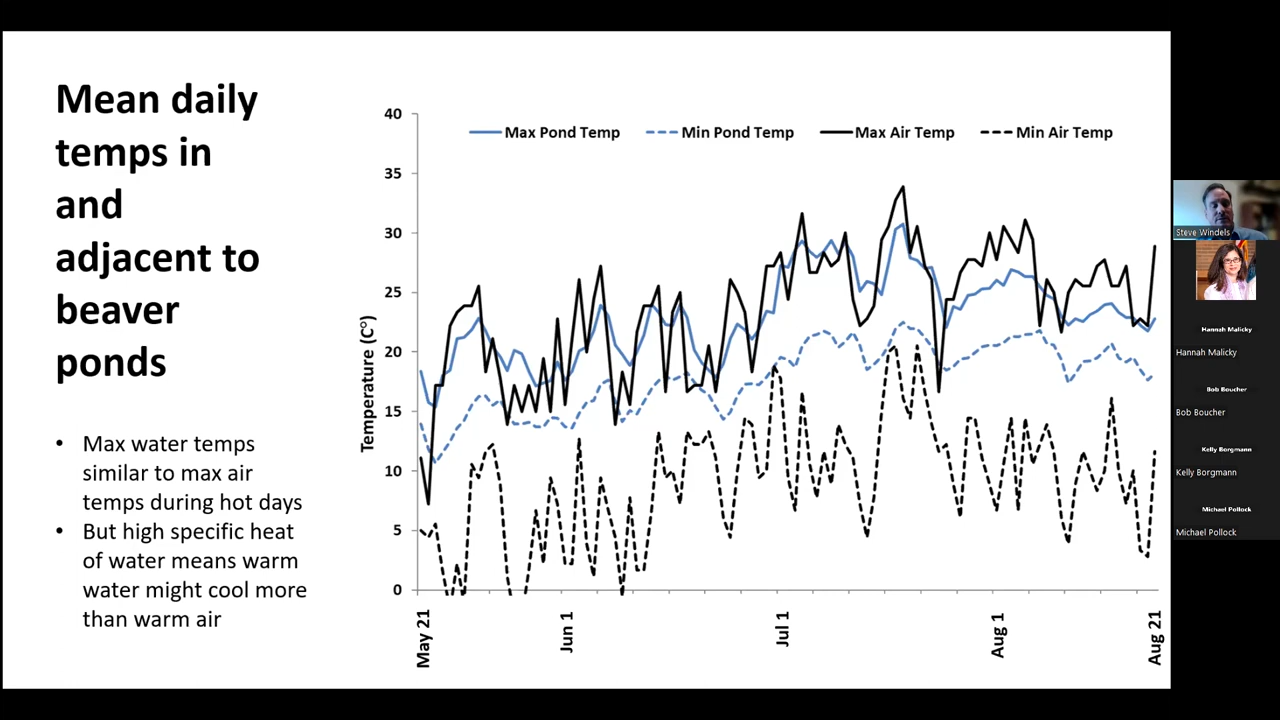 Mean daily
temps in
and
adjacent to
beaver
ponds
• Max water temps
similar to max air
temps during hot days
• But high specific heat
of water means warm
water might cool more
than warm air
Max Pond Temp
Min Pond Temp
Max Air Temp
Min Air Temp
Temperature (C°)
40
35
30
25
20
15
10
5
0
May 21
Jun 1
Jul 1
Aug 1
Aug 21
Steve Windels
Hannah Malicky
Hannah Malicky
Bob Boucher
Bob Boucher
Kelly Borgmann
Kelly Borgmann
Michael Pollock
Michael Pollock